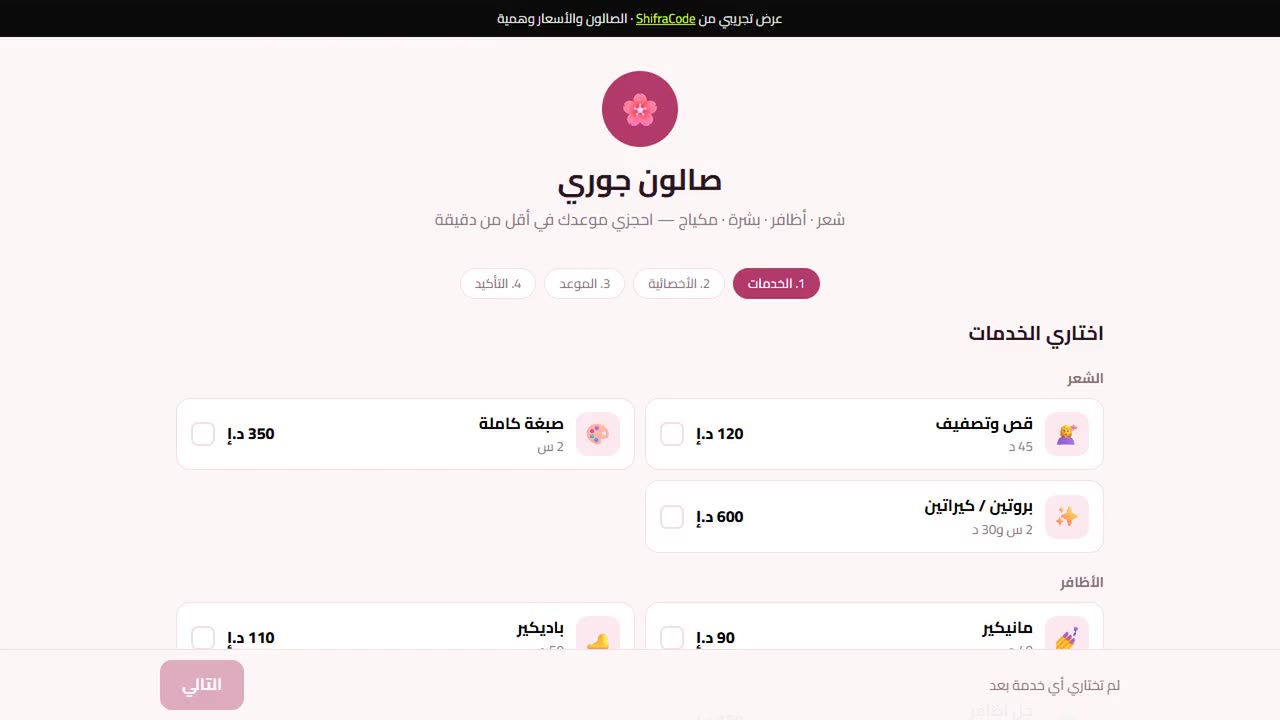 عرض تجريبي من ShifraCode · الصالون والأسعار وهمية
صالون جوري
شعر · أظافر · بشرة · مكياج — احجزي موعدك في أقل من دقيقة
1. الخدمات
2. الأخصائية
3. الموعد
4. التأكيد
اختاري الخدمات
الشعر
قص وتصفيف
45 د
120 د.إ
صبغة كاملة
2 س
350 د.إ
بروتين / كيراتين
2 س و30 د
600 د.إ
الأظافر
مانيكير
90 د.إ
باديكير
110 د.إ
لم تختاري أي خدمة بعد
التالي